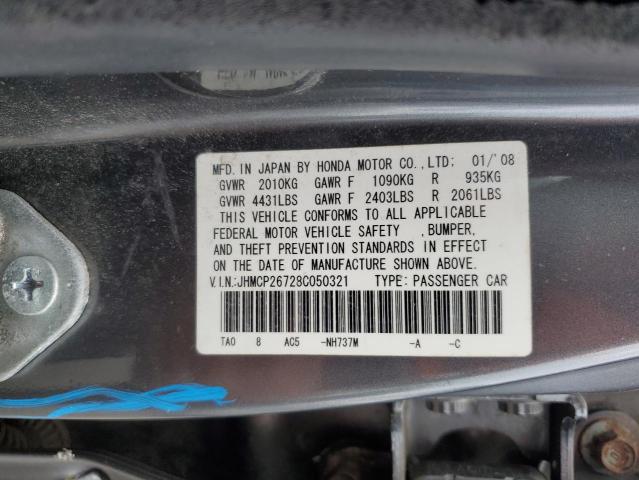 MFD. IN JAPAN BY HONDA MOTOR CO., LTD: 01/'08
GVWR 2010KG GAWR F 1090KG R 935KG
GVWR 4431LBS GAWR F 2403LBS R 2061LBS
THIS VEHICLE CONFORMS TO ALL APPLICABLE
FEDERAL MOTOR VEHICLE SAFETY , BUMPER,
AND THEFT PREVENTION STANDARDS IN EFFECT
ON THE DATE OF MANUFACTURE SHOWN ABOVE.
V.I.N.:JHMCP26728C050321 TYPE: PASSENGER CAR
TA0 8 AC5 -NH737M -A -C